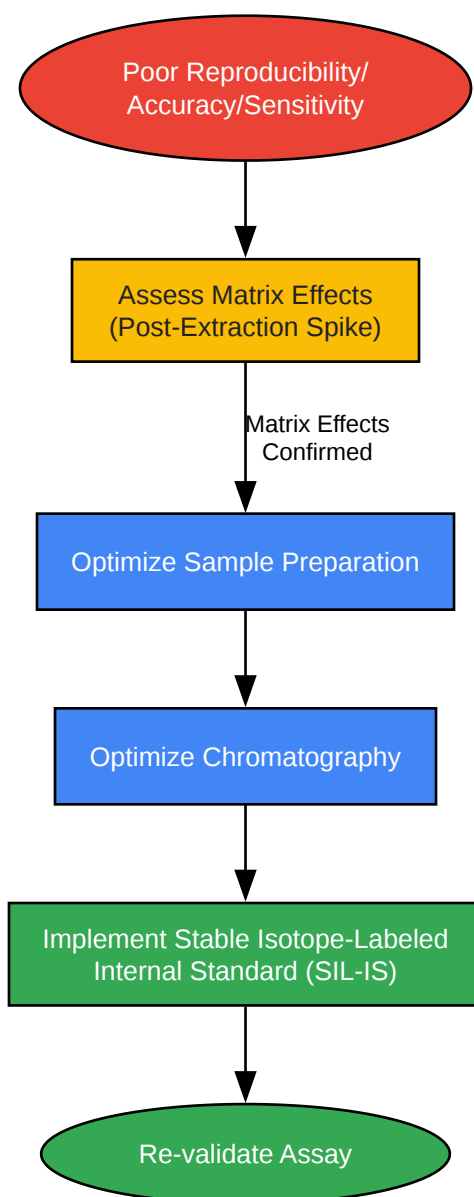 Poor Reproducibility/
Accuracy/Sensitivity
Assess Matrix Effects
(Post-Extraction Spike)
Matrix Effects
Confirmed
Optimize Sample Preparation
Optimize Chromatography
Implement Stable Isotope-Labeled
Internal Standard (SIL-IS)
Re-validate Assay